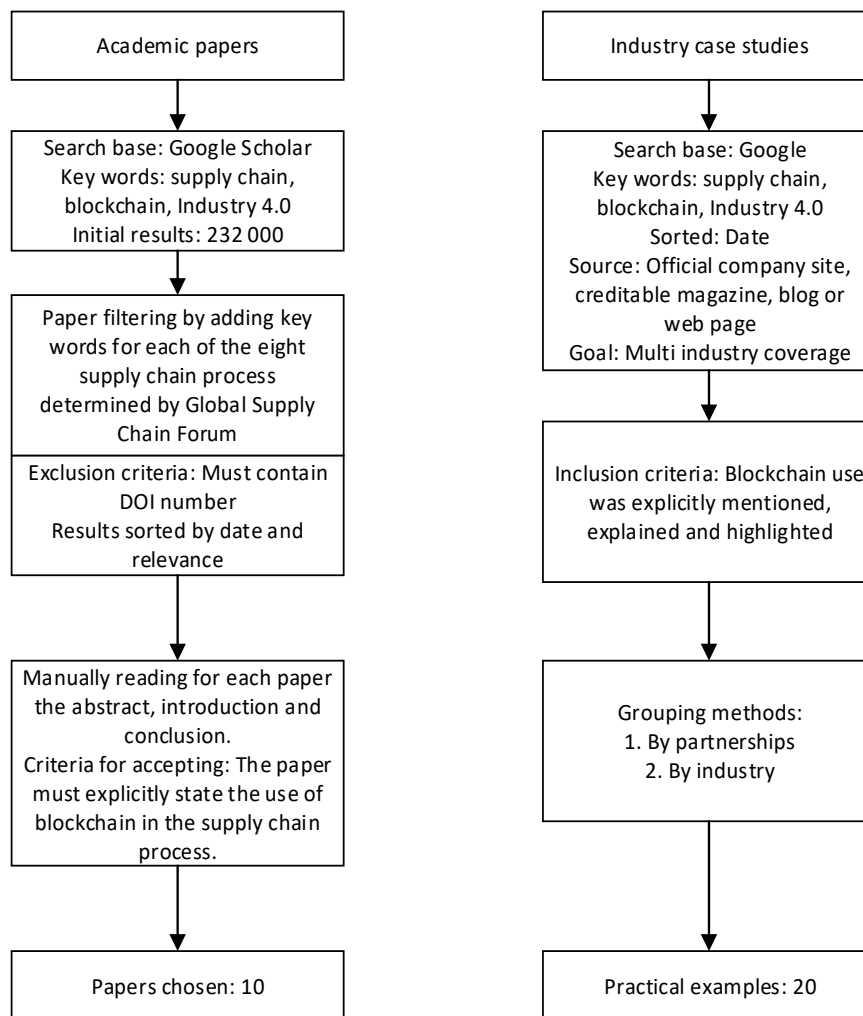 Academic papers
Search base: Google Scholar
Key words: supply chain,
blockchain, Industry 4.0
Initial results: 232 000
Paper filtering by adding key
words for each of the eight
supply chain process
determined by Global Supply
Chain Forum
Exclusion criteria: Must contain
DOI number
Results sorted by date and
relevance
Manually reading for each paper
the abstract, introduction and
conclusion.
Criteria for accepting: The paper
must explicitly state the use of
blockchain in the supply chain
process.
Papers chosen: 10
Industry case studies
Search base: Google
Key words: supply chain,
blockchain, Industry 4.0
Sorted: Date
Source: Official company site,
creditable magazine, blog or
web page
Goal: Multi industry coverage
Inclusion criteria: Blockchain use
was explicitly mentioned,
explained and highlighted
Grouping methods:
1. By partnerships
2. By industry
Practical examples: 20